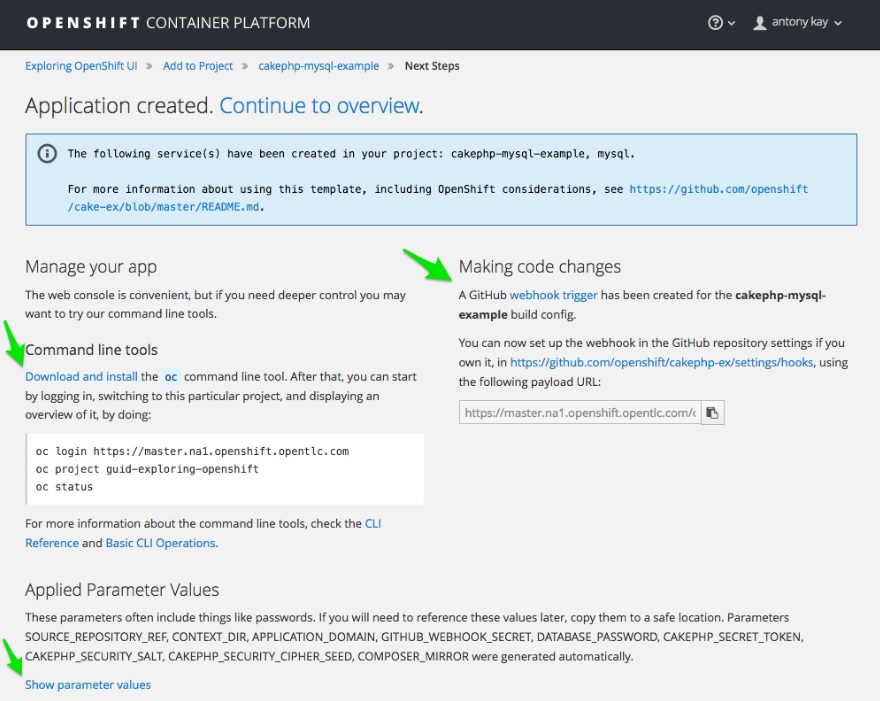 OPENSHIFT CONTAINER PLATFORM
antony kay
Exploring OpenShift UI » Add to Project » cakephp-mysql-example » Next Steps
Application created. Continue to overview.
The following service(s) have been created in your project: cakephp-mysql-example, mysql.
For more information about using this template, including OpenShift considerations, see https://github.com/openshift
/cake-ex/blob/master/README.md.
Manage your app
The web console is convenient, but if you need deeper control you may
want to try our command line tools.
Command line tools
Download and install the oc command line tool. After that, you can start
by logging in, switching to this particular project, and displaying an
overview of it, by doing:
oc login https://master.na1.openshift.opentlc.com
oc project guid-exploring-openshift
oc status
For more information about the command line tools, check the CLI
Reference and Basic CLI Operations.
Making code changes
A GitHub webhook trigger has been created for the cakephp-mysql-
example build config.
You can now set up the webhook in the GitHub repository settings if you
own it, in https://github.com/openshift/cakephp-ex/settings/hooks, using
the following payload URL:
https://master.na1.openshift.opentlc.com/
Applied Parameter Values
These parameters often include things like passwords. If you will need to reference these values later, copy them to a safe location. Parameters
SOURCE_REPOSITORY_REF, CONTEXT_DIR, APPLICATION_DOMAIN, GITHUB_WEBHOOK_SECRET, DATABASE_PASSWORD, CAKEPHP_SECRET_TOKEN,
CAKEPHP_SECURITY_SALT, CAKEPHP_SECURITY_CIPHER_SEED, COMPOSER_MIRROR were generated automatically.
Show parameter values